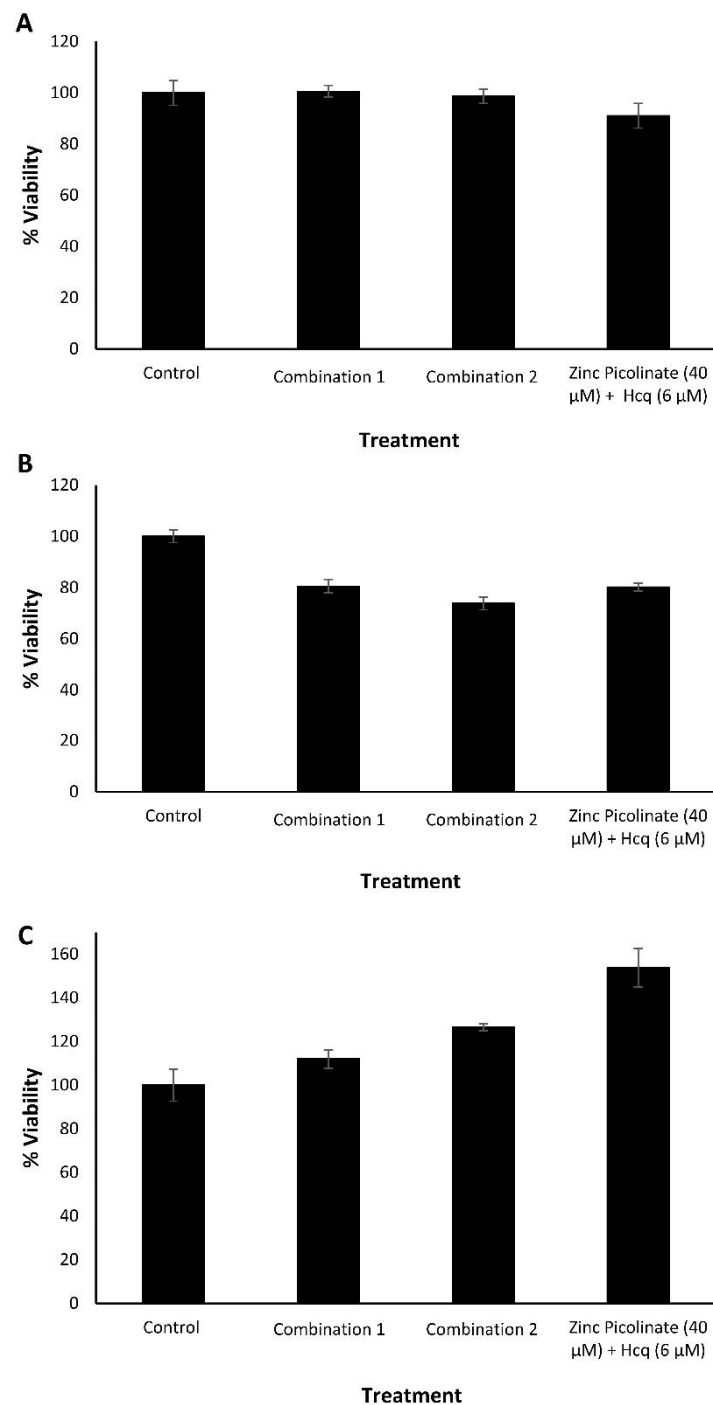 A
120
100
80
60
40
20
0
% Viability
Control
Combination 1
Combination 2
Zinc Picolinate (40
µM) + Hcq (6 µM)
Treatment
B
120
100
80
60
40
20
0
% Viability
Control
Combination 1
Combination 2
Zinc Picolinate (40
µM) + Hcq (6 µM)
Treatment
C
160
140
120
100
80
60
40
20
0
% Viability
Control
Combination 1
Combination 2
Zinc Picolinate (40
µM) + Hcq (6 µM)
Treatment